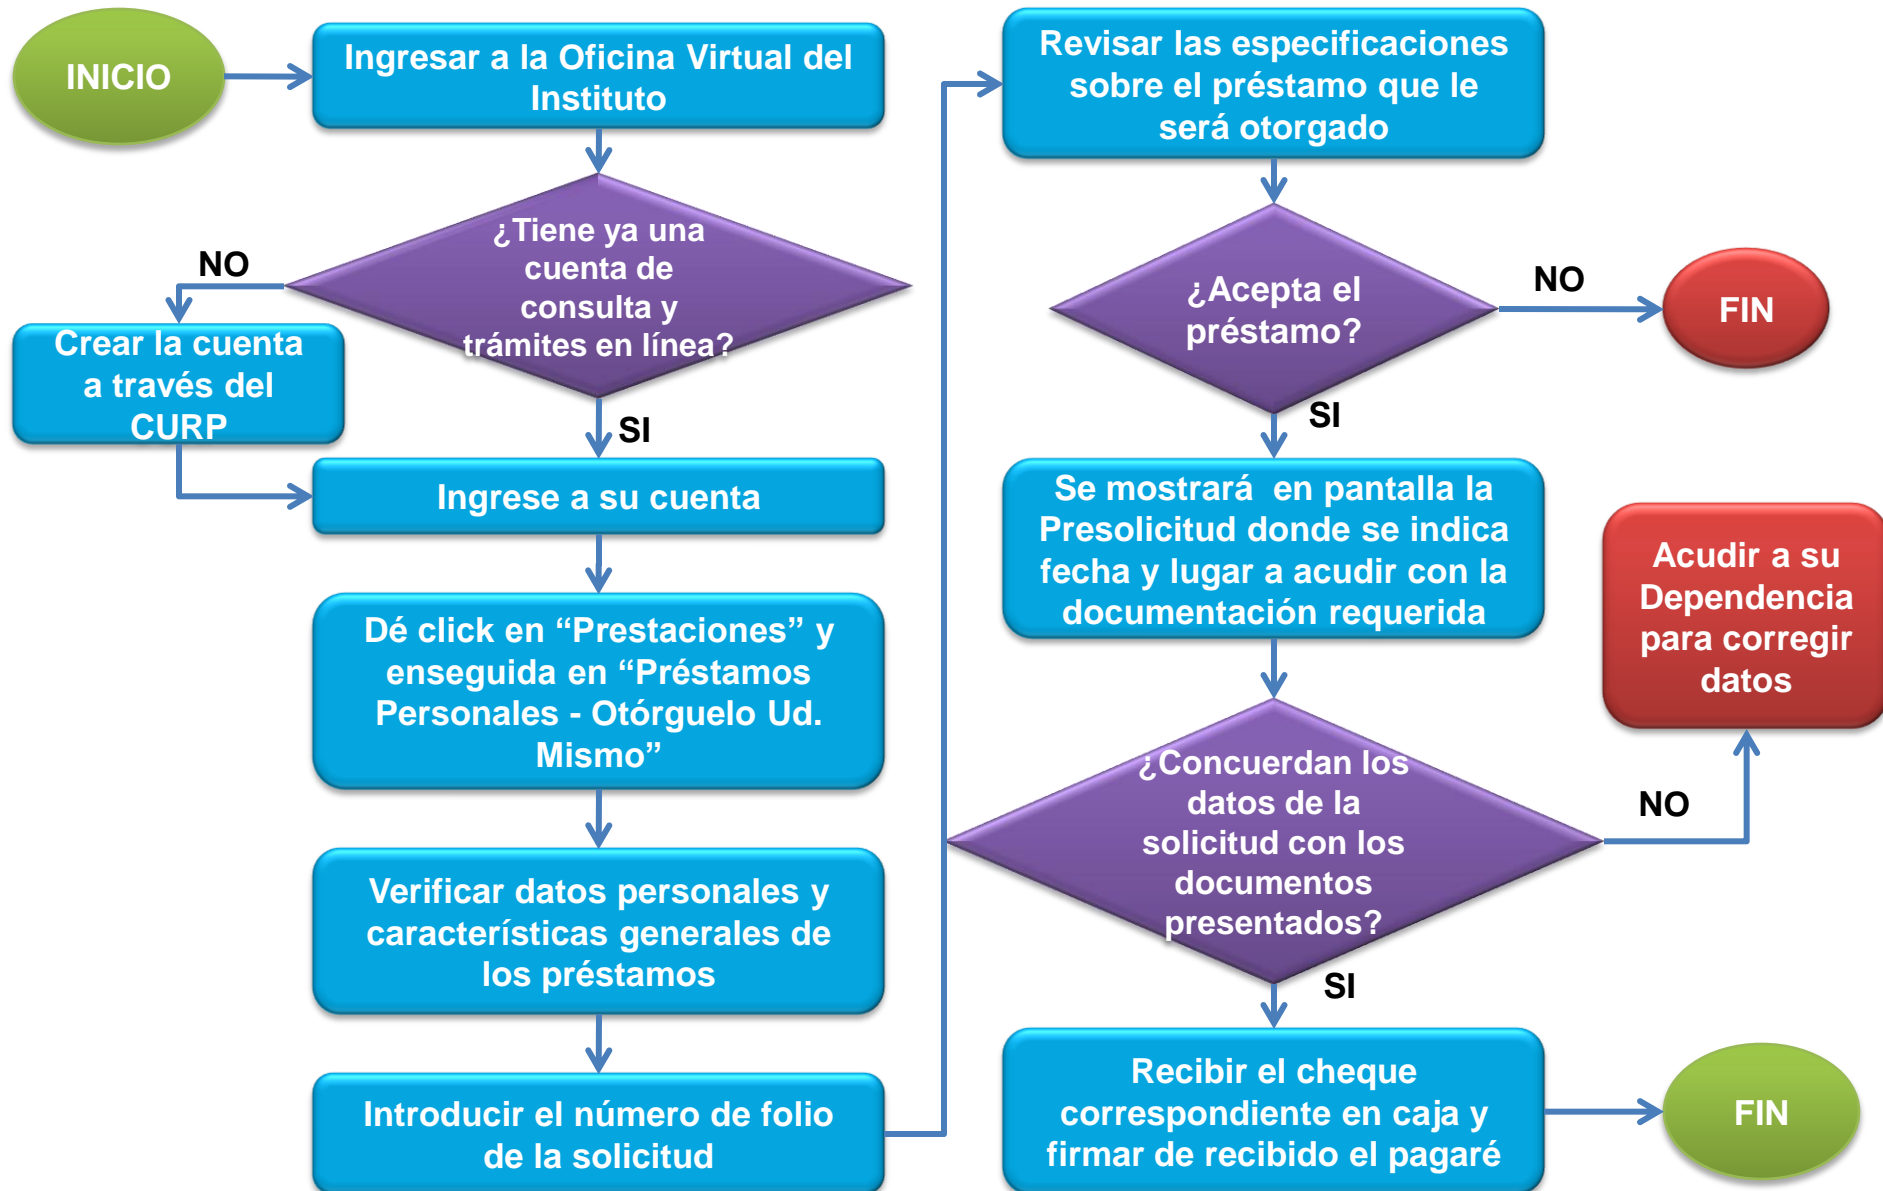 INICIO
Ingresar a la Oficina Virtual del
Instituto
¿Tiene ya una
cuenta de
consulta y
trámites en línea?
NO
Crear la cuenta
a través del
CURP
SI
Ingrese a su cuenta
Dé click en “Prestaciones” y
enseguida en “Préstamos
Personales - Otórguelo Ud.
Mismo”
Verificar datos personales y
características generales de
los préstamos
Introducir el número de folio
de la solicitud
Revisar las especificaciones
sobre el préstamo que le
será otorgado
¿Acepta el
préstamo?
NO
FIN
SI
Se mostrará  en pantalla la
Presolicitud donde se indica
fecha y lugar a acudir con la
documentación requerida
¿Concuerdan los
datos de la
solicitud con los
documentos
presentados?
NO
Acudir a su
Dependencia
para corregir
datos
SI
Recibir el cheque
correspondiente en caja y
firmar de recibido el pagaré
FIN